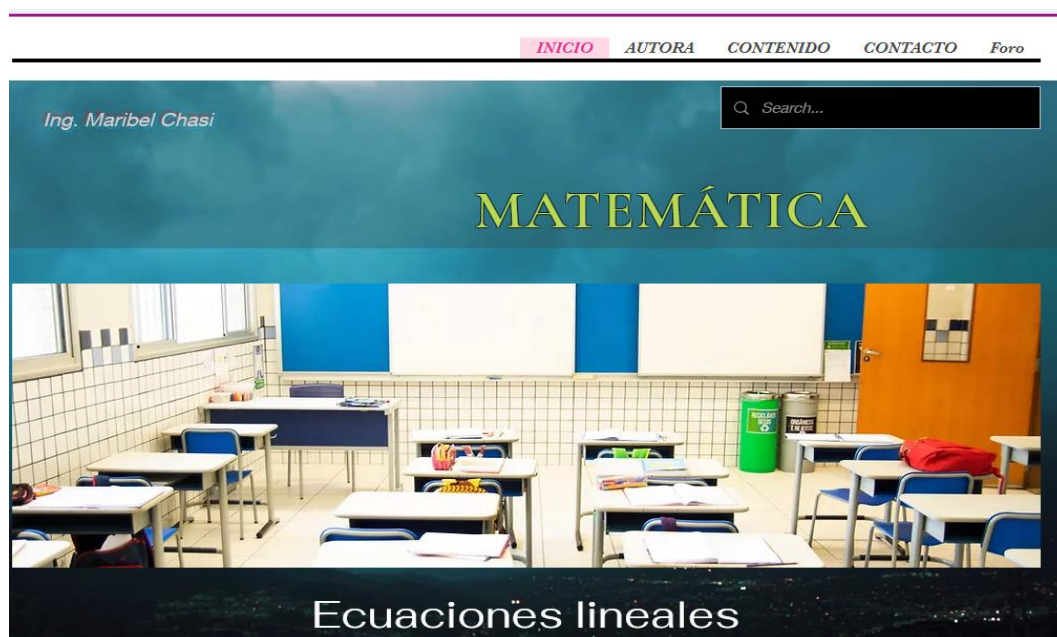 INICIO AUTORA CONTENIDO CONTACTO Foro
Ing. Maribel Chasi
Search...
MATEMÁTICA
Ecuaciones lineales